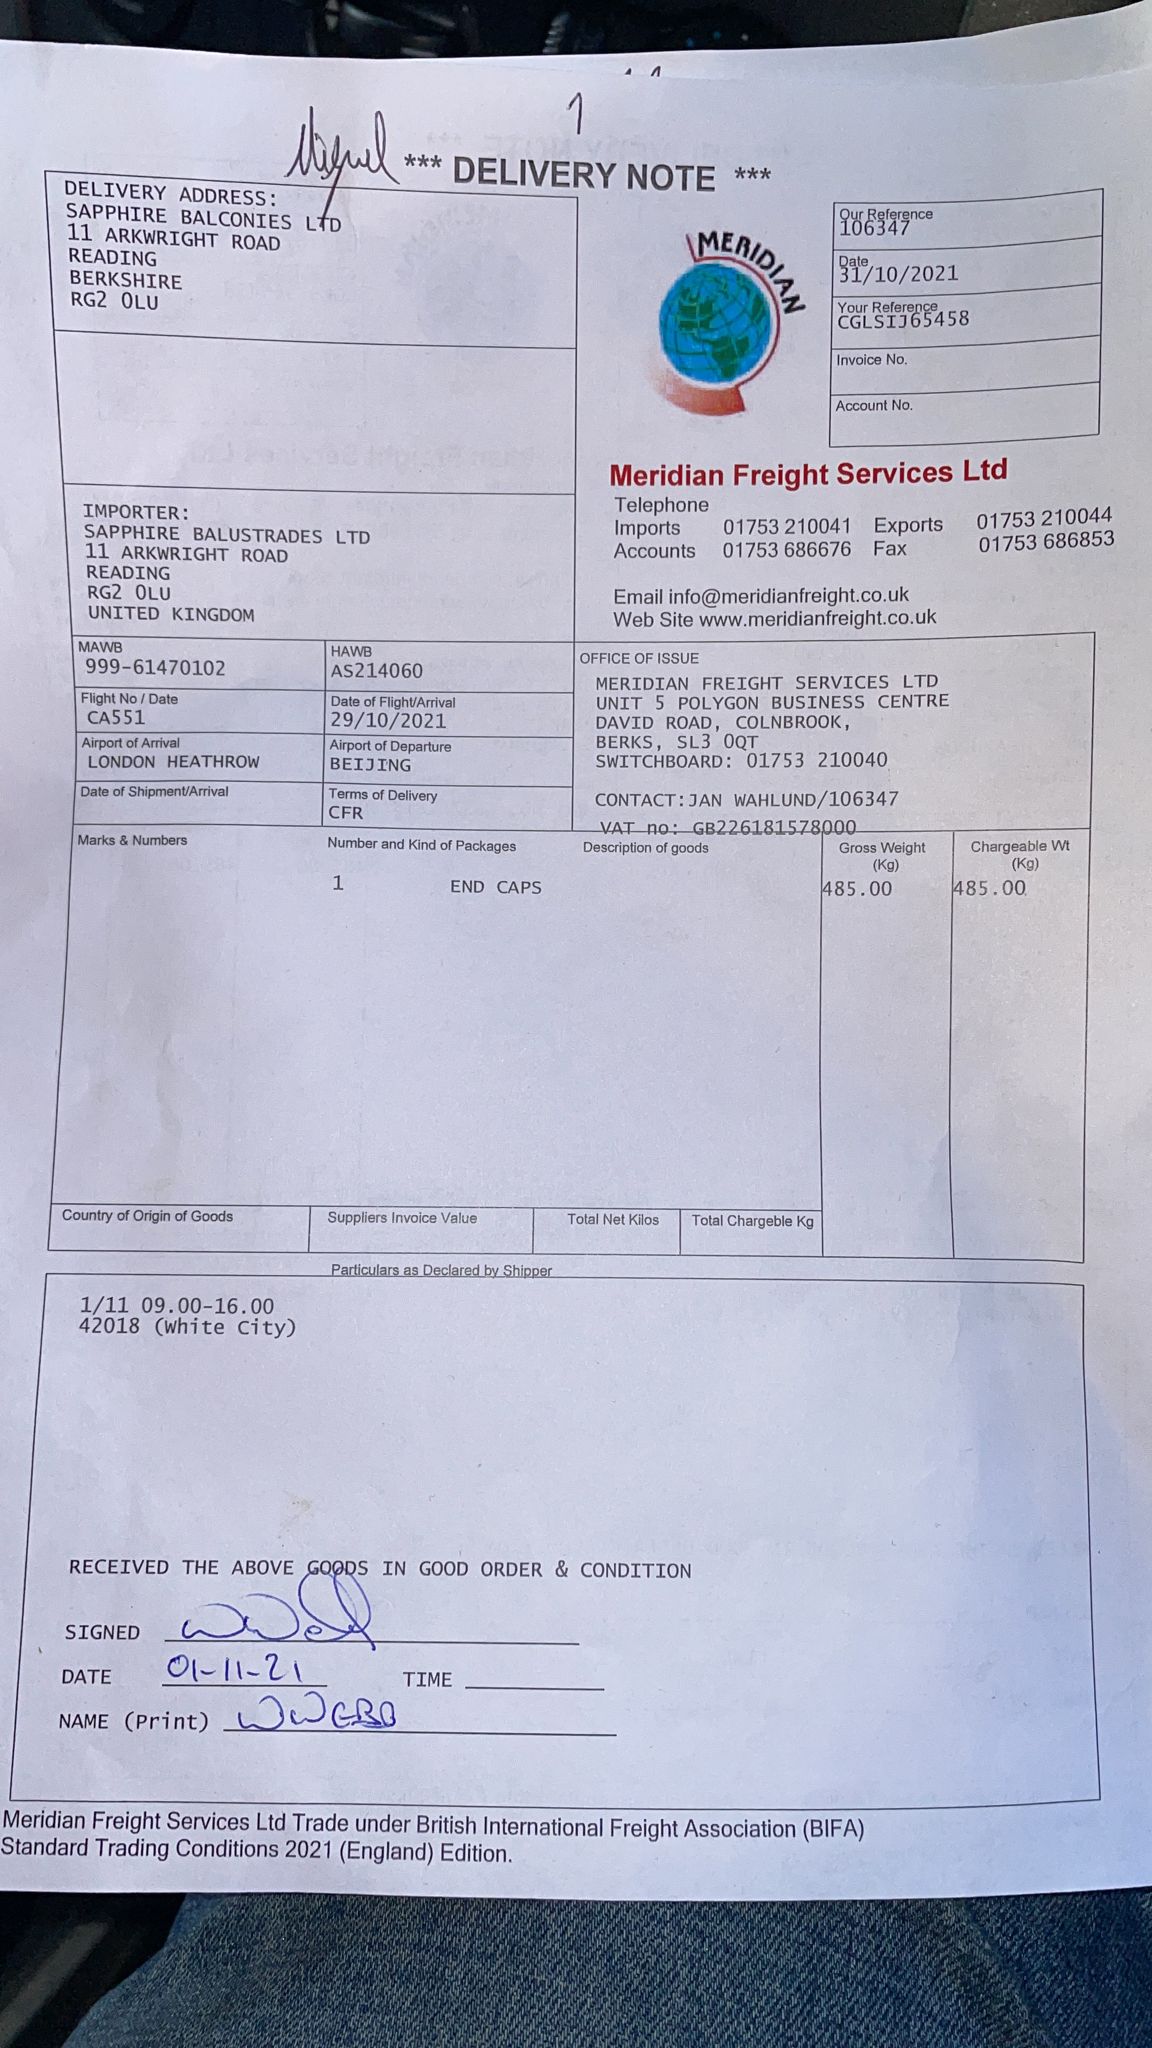 1
Miguel *** DELIVERY NOTE ***
DELIVERY ADDRESS:
SAPPHIRE BALCONIES LTD
11 ARKWRIGHT ROAD
READING
BERKSHIRE
RG2 0LU
MERIDIAN
Our Reference
106347
Date
31/10/2021
Your Reference
CGLSIJ65458
Invoice No.
Account No.
Meridian Freight Services Ltd
Telephone
Imports 01753 210041 Exports 01753 210044
Accounts 01753 686676 Fax 01753 686853
Email info@meridianfreight.co.uk
Web Site www.meridianfreight.co.uk
IMPORTER:
SAPPHIRE BALUSTRADES LTD
11 ARKWRIGHT ROAD
READING
RG2 0LU
UNITED KINGDOM
MAWB
999-61470102
HAWB
AS214060
Flight No / Date
CA551
Date of Flight/Arrival
29/10/2021
Airport of Arrival
LONDON HEATHROW
Airport of Departure
BEIJING
Date of Shipment/Arrival
Terms of Delivery
CFR
OFFICE OF ISSUE
MERIDIAN FREIGHT SERVICES LTD
UNIT 5 POLYGON BUSINESS CENTRE
DAVID ROAD, COLNBROOK,
BERKS, SL3 0QT
SWITCHBOARD: 01753 210040
CONTACT:JAN WAHLUND/106347
VAT no: GB226181578000
Marks & Numbers Number and Kind of Packages Description of goods Gross Weight (Kg) Chargeable Wt (Kg)
1 END CAPS 485.00 485.00
Country of Origin of Goods Suppliers Invoice Value Total Net Kilos Total Chargeble Kg
Particulars as Declared by Shipper
1/11 09.00-16.00
42018 (White City)
RECEIVED THE ABOVE GOODS IN GOOD ORDER & CONDITION
SIGNED
DATE 01-11-21 TIME
NAME (Print) W WEBB
Meridian Freight Services Ltd Trade under British International Freight Association (BIFA)
Standard Trading Conditions 2021 (England) Edition.